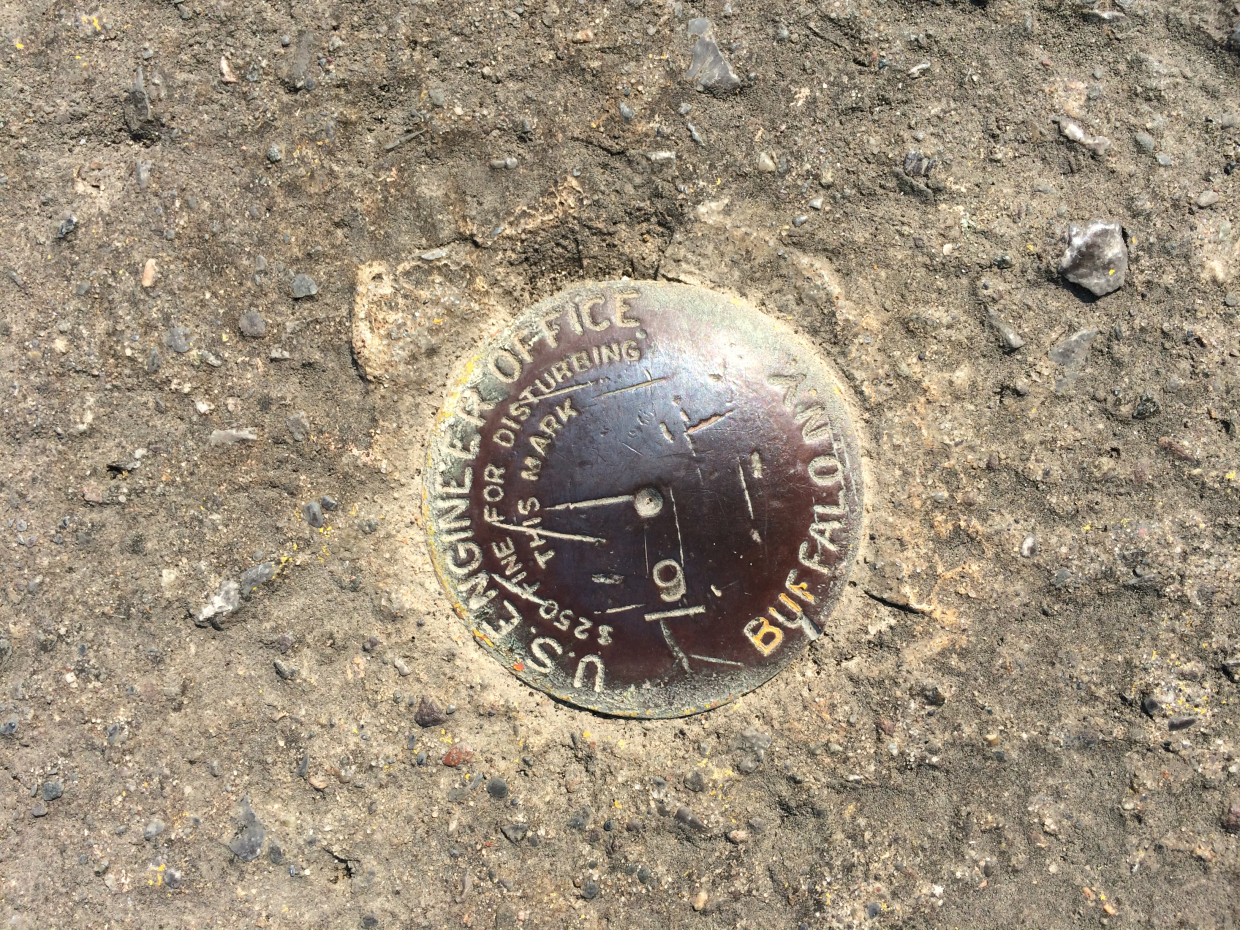 U.S. ENGINEER OFFICE
$250 FINE FOR DISTURBING
THIS MARK
9
BUFFALO, N.Y.